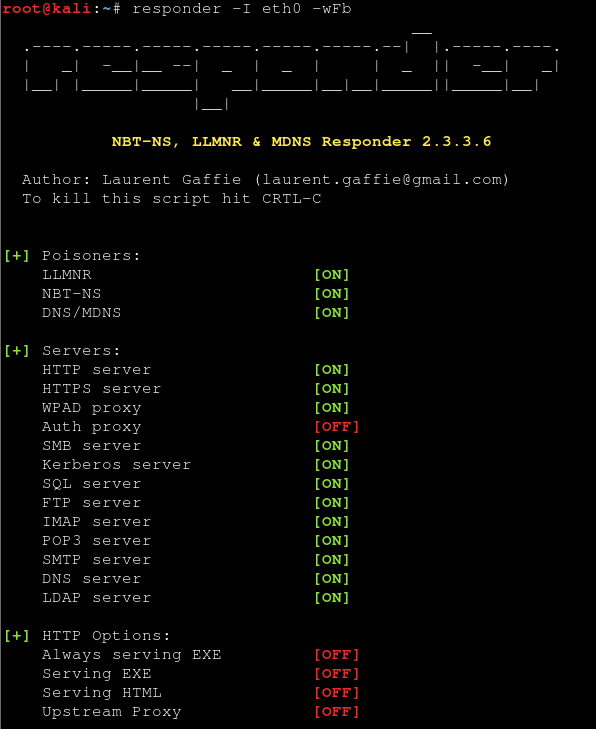 root@kali:~# responder -I eth0 -wFb
NBT-NS, LLMNR & MDNS Responder 2.3.3.6
Author: Laurent Gaffie (laurent.gaffie@gmail.com)
To kill this script hit CRTL-C
[+] Poisoners:
LLMNR [ON]
NBT-NS [ON]
DNS/MDNS [ON]
[+] Servers:
HTTP server [ON]
HTTPS server [ON]
WPAD proxy [ON]
Auth proxy [OFF]
SMB server [ON]
Kerberos server [ON]
SQL server [ON]
FTP server [ON]
IMAP server [ON]
POP3 server [ON]
SMTP server [ON]
DNS server [ON]
LDAP server [ON]
[+] HTTP Options:
Always serving EXE [OFF]
Serving EXE [OFF]
Serving HTML [OFF]
Upstream Proxy [OFF]